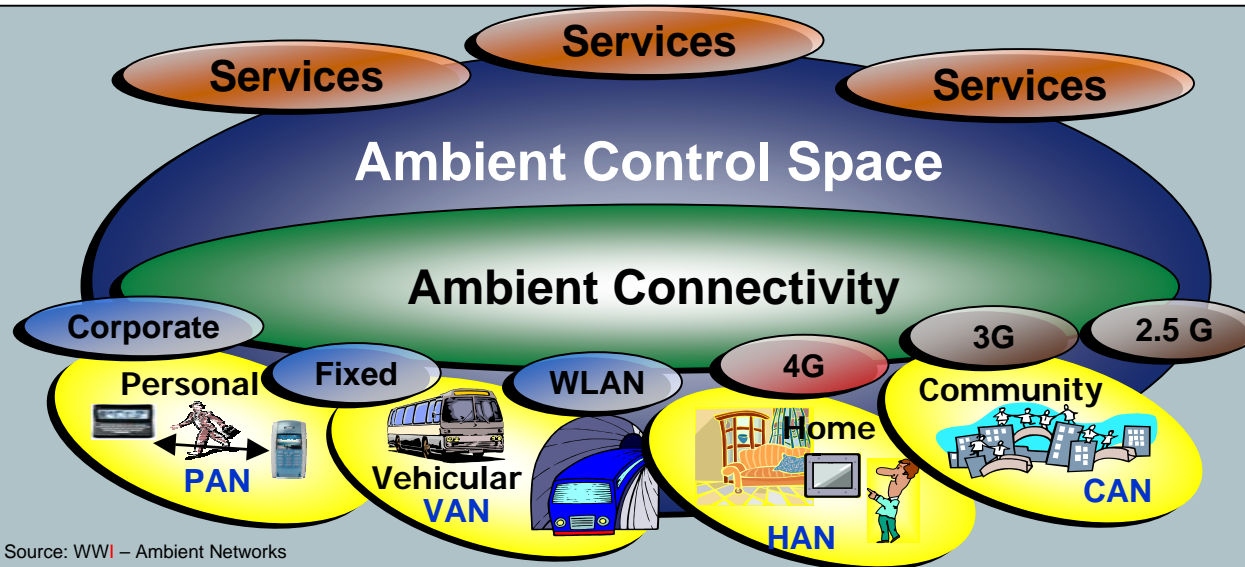 Services
Services
Services
Ambient Control Space
Ambient Connectivity
Corporate
Fixed
WLAN
4G
3G
2.5 G
Personal
PAN
Vehicular
VAN
Home
HAN
Community
CAN
Source: WWI – Ambient Networks